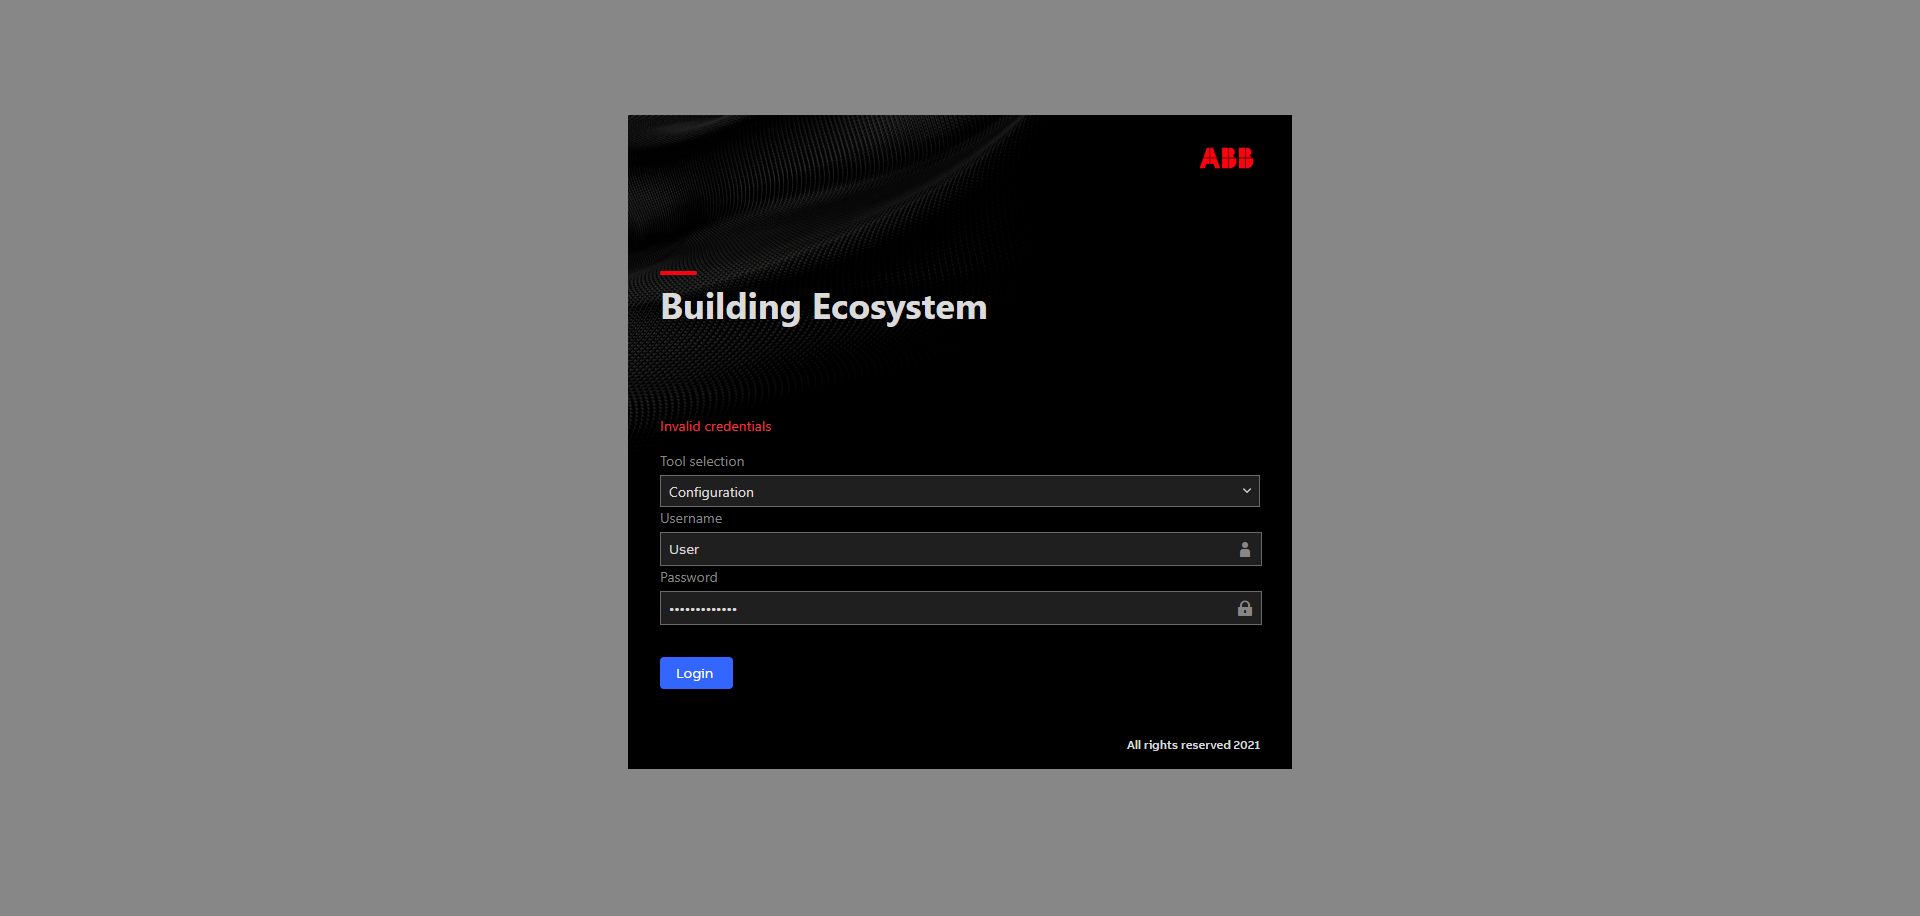 ABB
Building Ecosystem
Invalid credentials
Tool selection
Configuration
Username
User
Password
•••••••••••••
Login
All rights reserved 2021